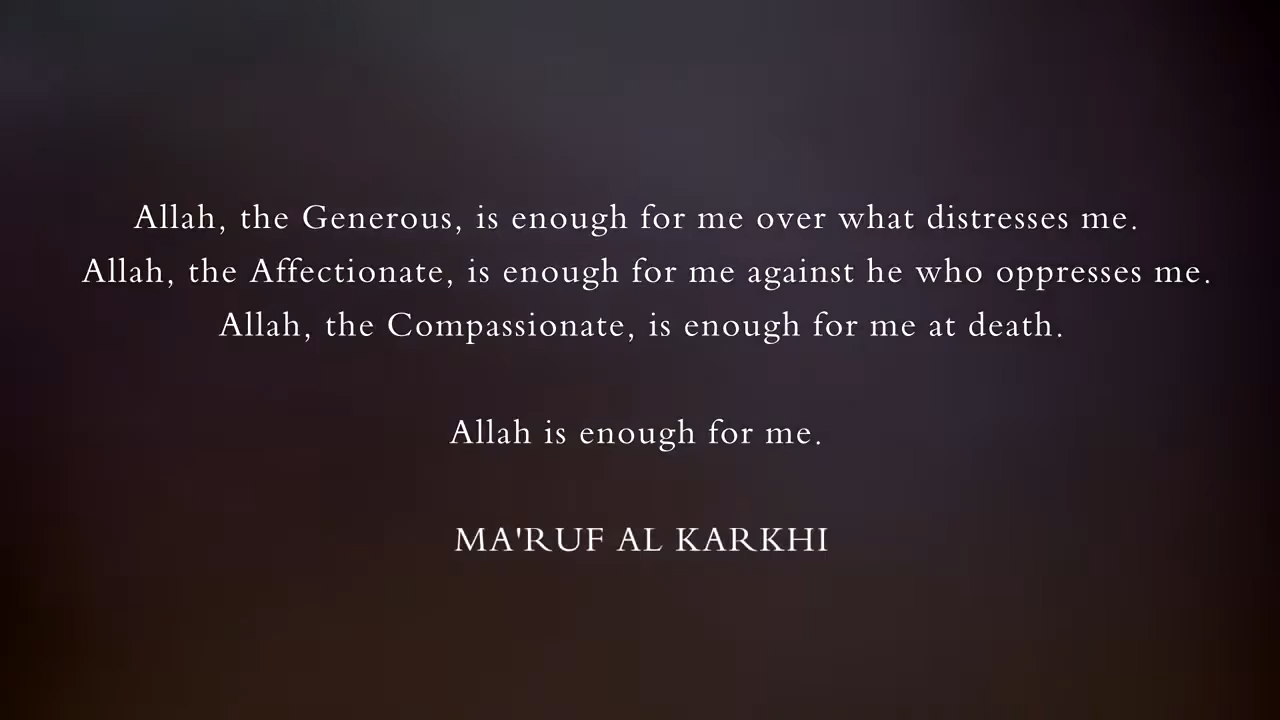 Allah, the Generous, is enough for me over what distresses me.
Allah, the Affectionate, is enough for me against he who oppresses me.
Allah, the Compassionate, is enough for me at death.
Allah is enough for me.
MA'RUF AL KARKHI